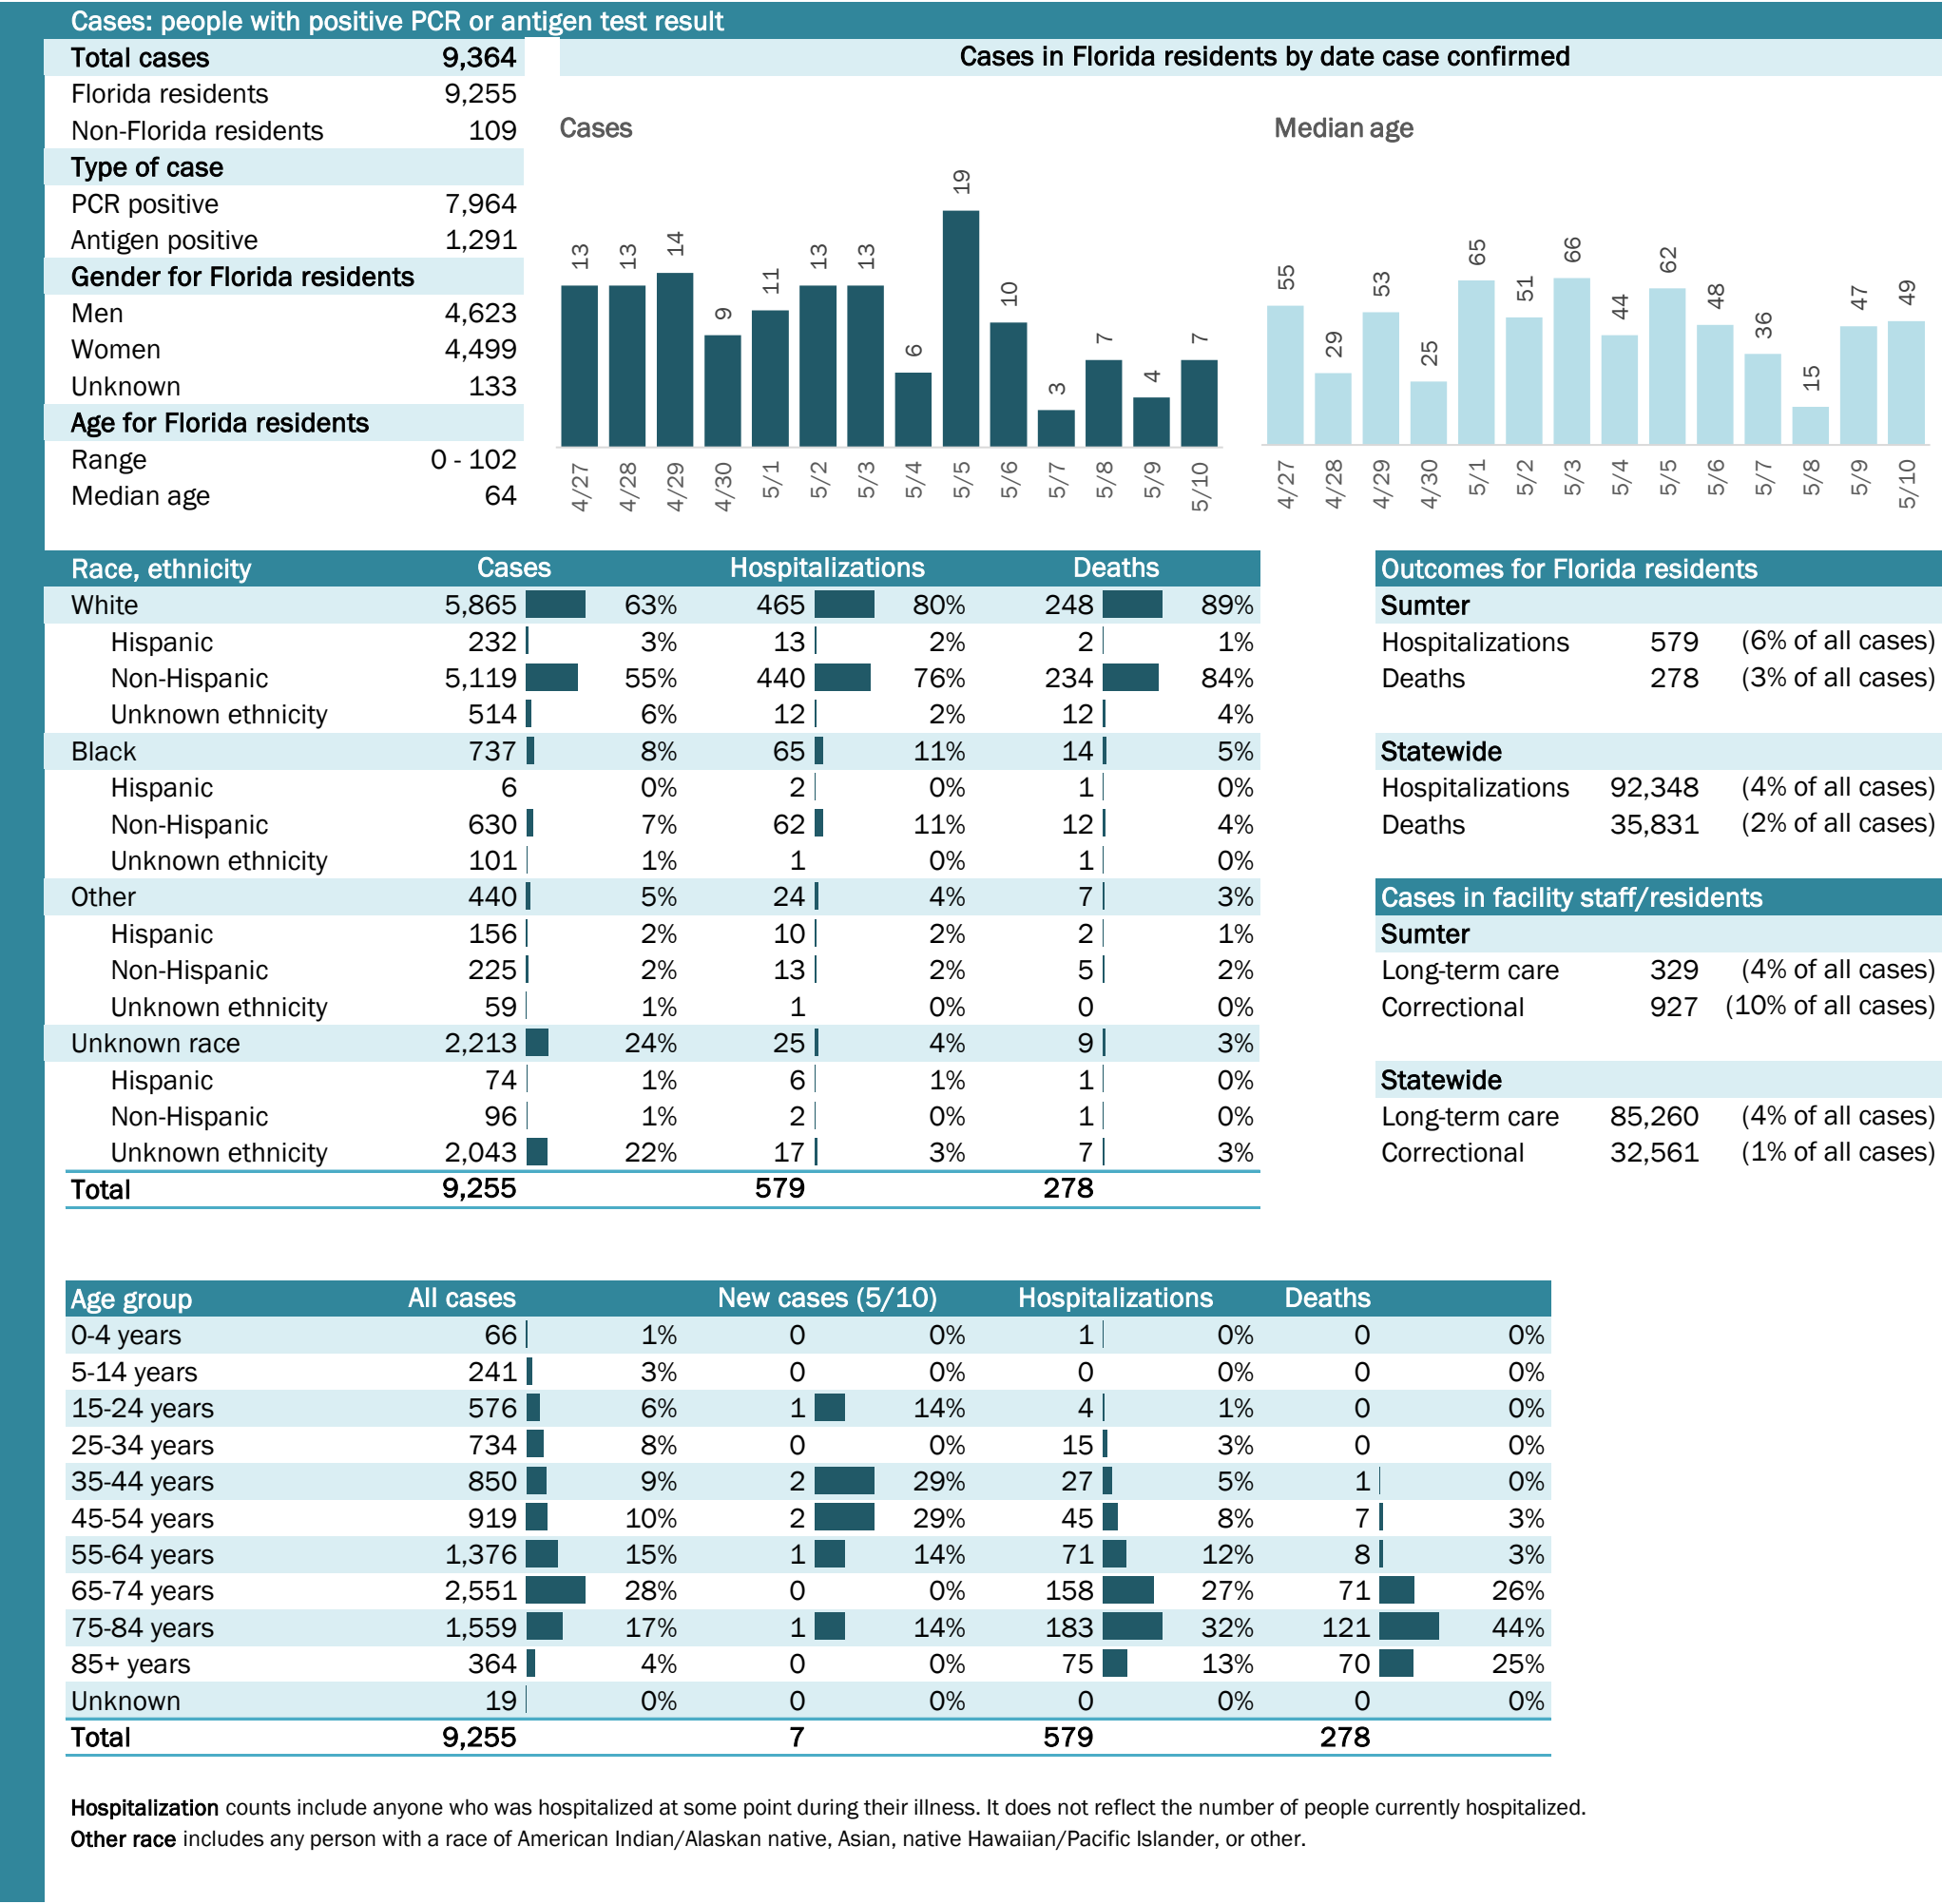 Cases: people with positive PCR or antigen test result
Total cases 9,364
Florida residents 9,255
Non-Florida residents 109
Type of case
PCR positive 7,964
Antigen positive 1,291
Gender for Florida residents
Men 4,623
Women 4,499
Unknown 133
Age for Florida residents
Range 0 - 102
Median age 64
Cases in Florida residents by date case confirmed
Cases
13 13 14 9 11 13 13 6 19 10 3 7 4 7
4/27 4/28 4/29 4/30 5/1 5/2 5/3 5/4 5/5 5/6 5/7 5/8 5/9 5/10
Median age
55 29 53 25 65 51 66 44 62 48 36 15 47 49
4/27 4/28 4/29 4/30 5/1 5/2 5/3 5/4 5/5 5/6 5/7 5/8 5/9 5/10
Race, ethnicity Cases Hospitalizations Deaths
White 5,865 63% 465 80% 248 89%
Hispanic 232 3% 13 2% 2 1%
Non-Hispanic 5,119 55% 440 76% 234 84%
Unknown ethnicity 514 6% 12 2% 12 4%
Black 737 8% 65 11% 14 5%
Hispanic 6 0% 2 0% 1 0%
Non-Hispanic 630 7% 62 11% 12 4%
Unknown ethnicity 101 1% 1 0% 1 0%
Other 440 5% 24 4% 7 3%
Hispanic 156 2% 10 2% 2 1%
Non-Hispanic 225 2% 13 2% 5 2%
Unknown ethnicity 59 1% 1 0% 0 0%
Unknown race 2,213 24% 25 4% 9 3%
Hispanic 74 1% 6 1% 1 0%
Non-Hispanic 96 1% 2 0% 1 0%
Unknown ethnicity 2,043 22% 17 3% 7 3%
Total 9,255 579 278
Outcomes for Florida residents
Sumter
Hospitalizations 579 (6% of all cases)
Deaths 278 (3% of all cases)
Statewide
Hospitalizations 92,348 (4% of all cases)
Deaths 35,831 (2% of all cases)
Cases in facility staff/residents
Sumter
Long-term care 329 (4% of all cases)
Correctional 927 (10% of all cases)
Statewide
Long-term care 85,260 (4% of all cases)
Correctional 32,561 (1% of all cases)
Age group All cases New cases (5/10) Hospitalizations Deaths
0-4 years 66 1% 0 0% 1 0% 0 0%
5-14 years 241 3% 0 0% 0 0% 0 0%
15-24 years 576 6% 1 14% 4 1% 0 0%
25-34 years 734 8% 0 0% 15 3% 0 0%
35-44 years 850 9% 2 29% 27 5% 1 0%
45-54 years 919 10% 2 29% 45 8% 7 3%
55-64 years 1,376 15% 1 14% 71 12% 8 3%
65-74 years 2,551 28% 0 0% 158 27% 71 26%
75-84 years 1,559 17% 1 14% 183 32% 121 44%
85+ years 364 4% 0 0% 75 13% 70 25%
Unknown 19 0% 0 0% 0 0% 0 0%
Total 9,255 7 579 278
Hospitalization counts include anyone who was hospitalized at some point during their illness. It does not reflect the number of people currently hospitalized.
Other race includes any person with a race of American Indian/Alaskan native, Asian, native Hawaiian/Pacific Islander, or other.